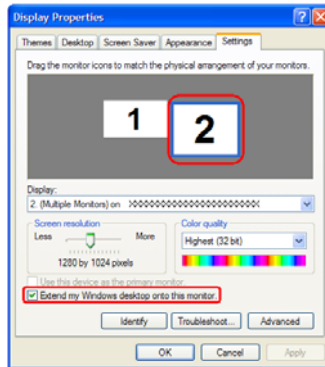 Display Properties
Themes Desktop Screen Saver Appearance Settings
Drag the monitor icons to match the physical arrangement of your monitors.
1 2
Display:
2. (Multiple Monitors) on XXXXXXXXXXXXXXXXXXXXXXX
Screen resolution
Less More
1280 by 1024 pixels
Color quality
Highest (32 bit)
Use this device as the primary monitor.
Extend my Windows desktop onto this monitor.
Identify Troubleshoot... Advanced
OK Cancel Apply